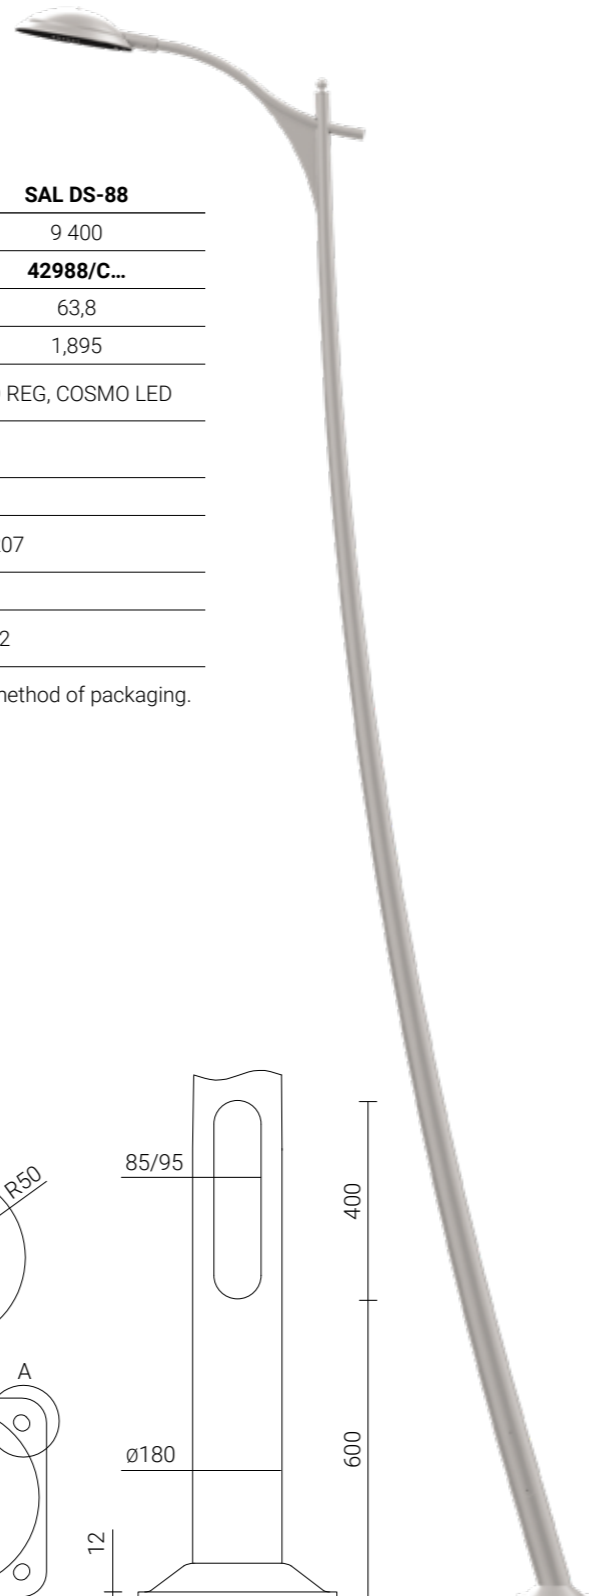 SAL DS-88
9 400
42988/C...
63,8
1,895
REG, COSMO LED
07
2
method of packaging.
85/95
R50
400
A
ø180
600
12